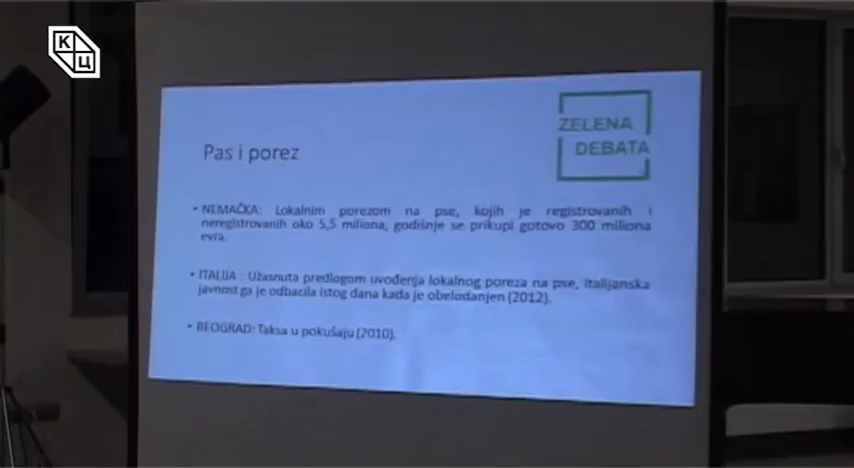 К
Ц
ZELENA
DEBATA
Pas i porez
• NEMAČKA: Lokalnim porezom na pse, kojih je registrovanih i
neregistrovanih oko 5,5 miliona, godišnje se prikupi gotovo 300 miliona
evra.
• ITALIJA : Užasnuta predlogom uvođenja lokalnog poreza na pse, italijanska
javnost ga je odbacila istog dana kada je obelodanjen (2012).
• BEOGRAD: Taksa u pokušaju (2010).